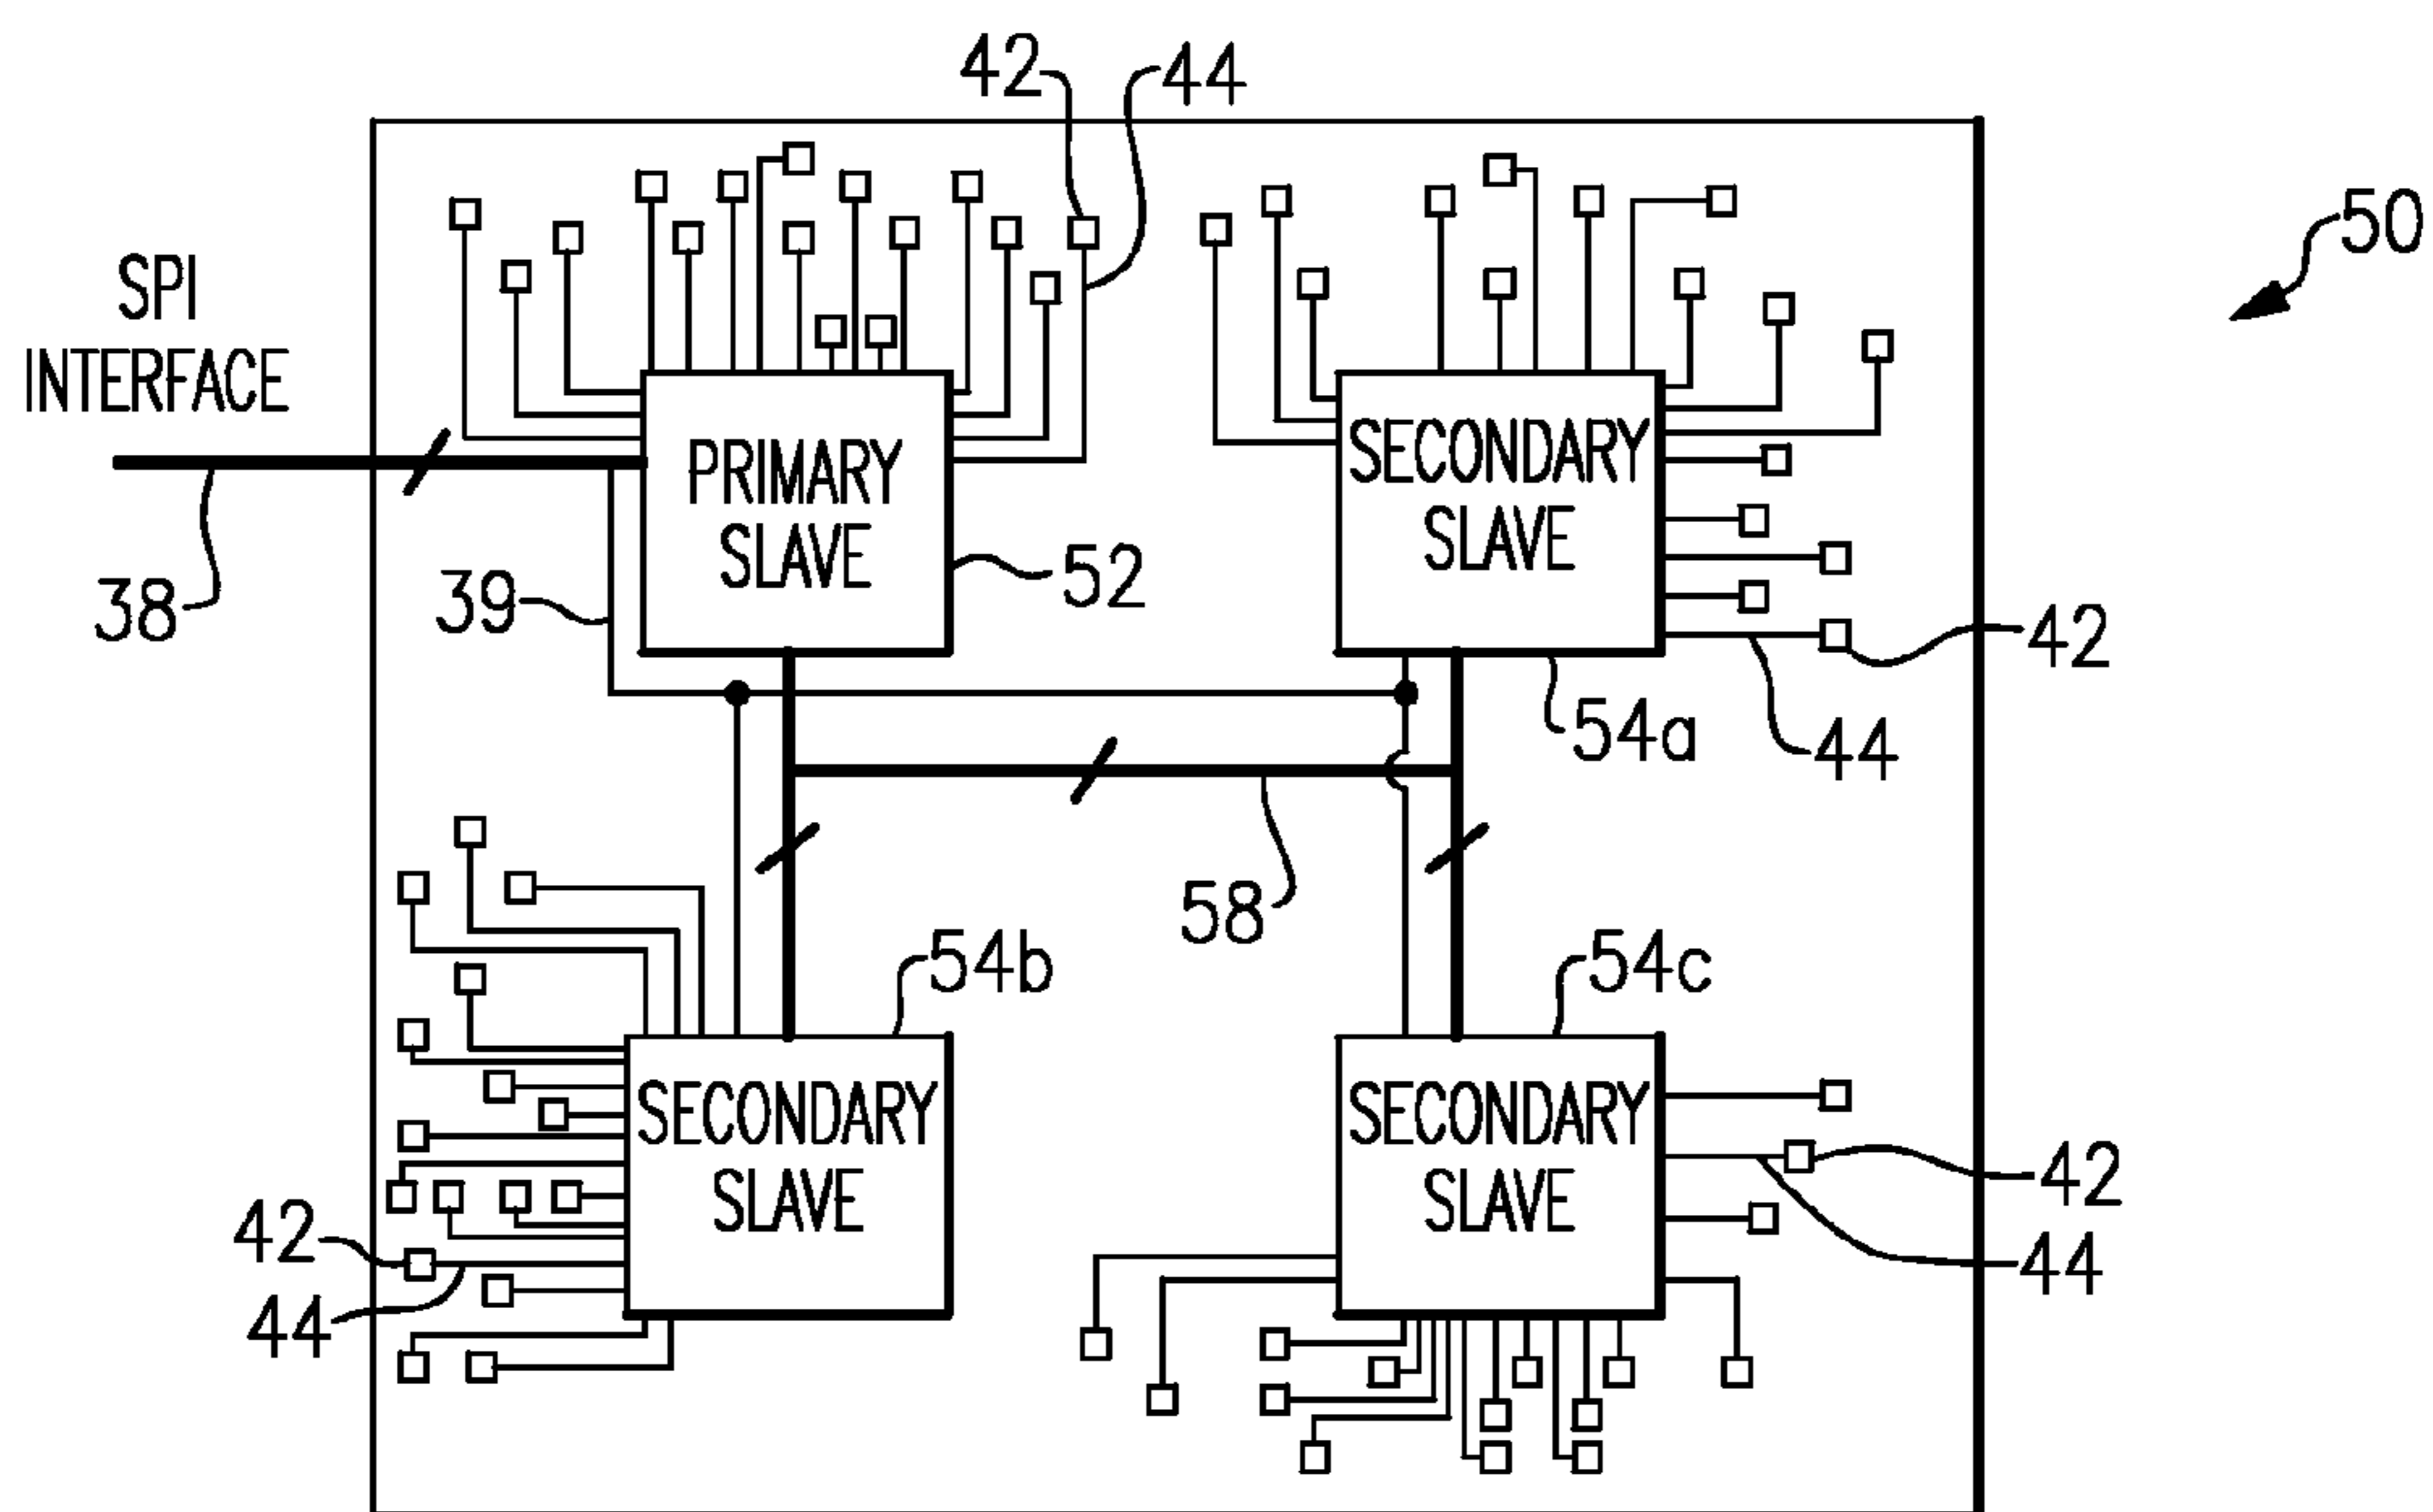 42
44
50
SPI
INTERFACE
PRIMARY
SLAVE
SECONDARY
SLAVE
38
39
52
42
54a
44
58
54b
54c
SECONDARY
SLAVE
SECONDARY
SLAVE
42
42
44
44